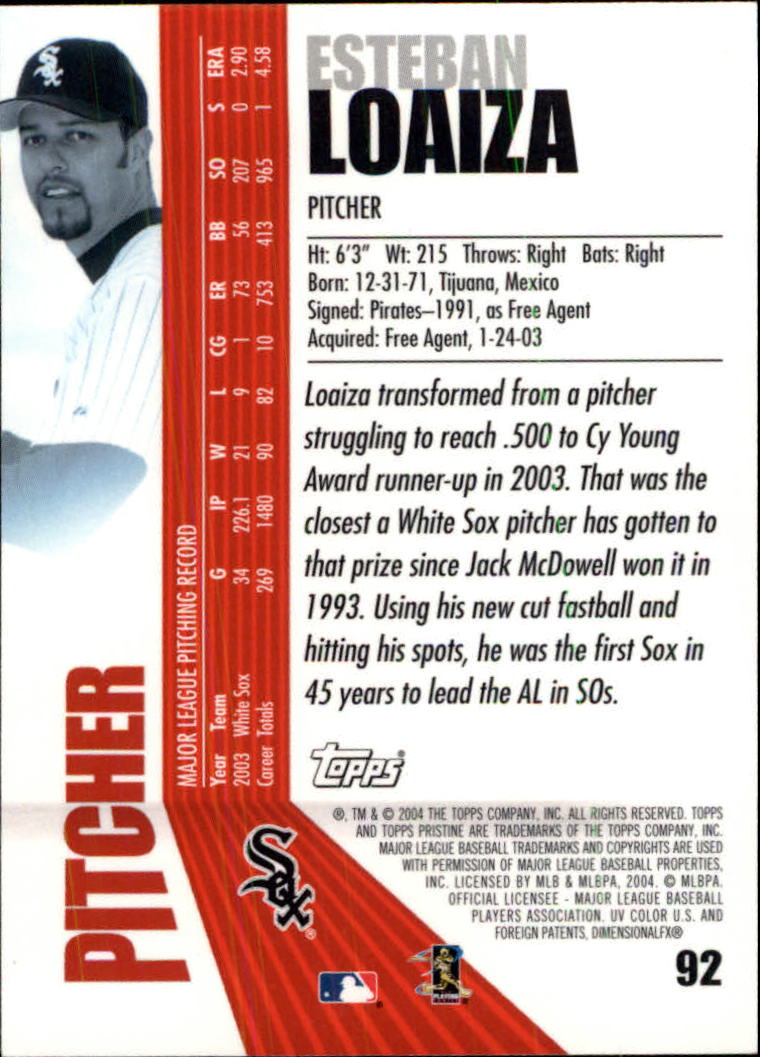 ESTEBAN
LOAIZA
PITCHER
Ht: 6'3" Wt: 215 Throws: Right Bats: Right
Born: 12-31-71, Tijuana, Mexico
Signed: Pirates–1991, as Free Agent
Acquired: Free Agent, 1-24-03
Loaiza transformed from a pitcher
struggling to reach .500 to Cy Young
Award runner-up in 2003. That was the
closest a White Sox pitcher has gotten to
that prize since Jack McDowell won it in
1993. Using his new cut fastball and
hitting his spots, he was the first Sox in
45 years to lead the AL in SOs.
MAJOR LEAGUE PITCHING RECORD
Year Team G IP W L CG ER BB SO S ERA
2003 White Sox 34 226.1 21 9 1 73 56 207 0 2.90
Career Totals 269 1480 90 82 10 753 413 965 1 4.58
PITCHER
Topps®
®, TM & © 2004 THE TOPPS COMPANY, INC. ALL RIGHTS RESERVED. TOPPS
AND TOPPS PRISTINE ARE TRADEMARKS OF THE TOPPS COMPANY, INC.
MAJOR LEAGUE BASEBALL TRADEMARKS AND COPYRIGHTS ARE USED
WITH PERMISSION OF MAJOR LEAGUE BASEBALL PROPERTIES,
INC. LICENSED BY MLB & MLBPA, 2004. © MLBPA.
OFFICIAL LICENSEE - MAJOR LEAGUE BASEBALL
PLAYERS ASSOCIATION. UV COLOR U.S. AND
FOREIGN PATENTS, DIMENSIONALFX®
Sox®
92